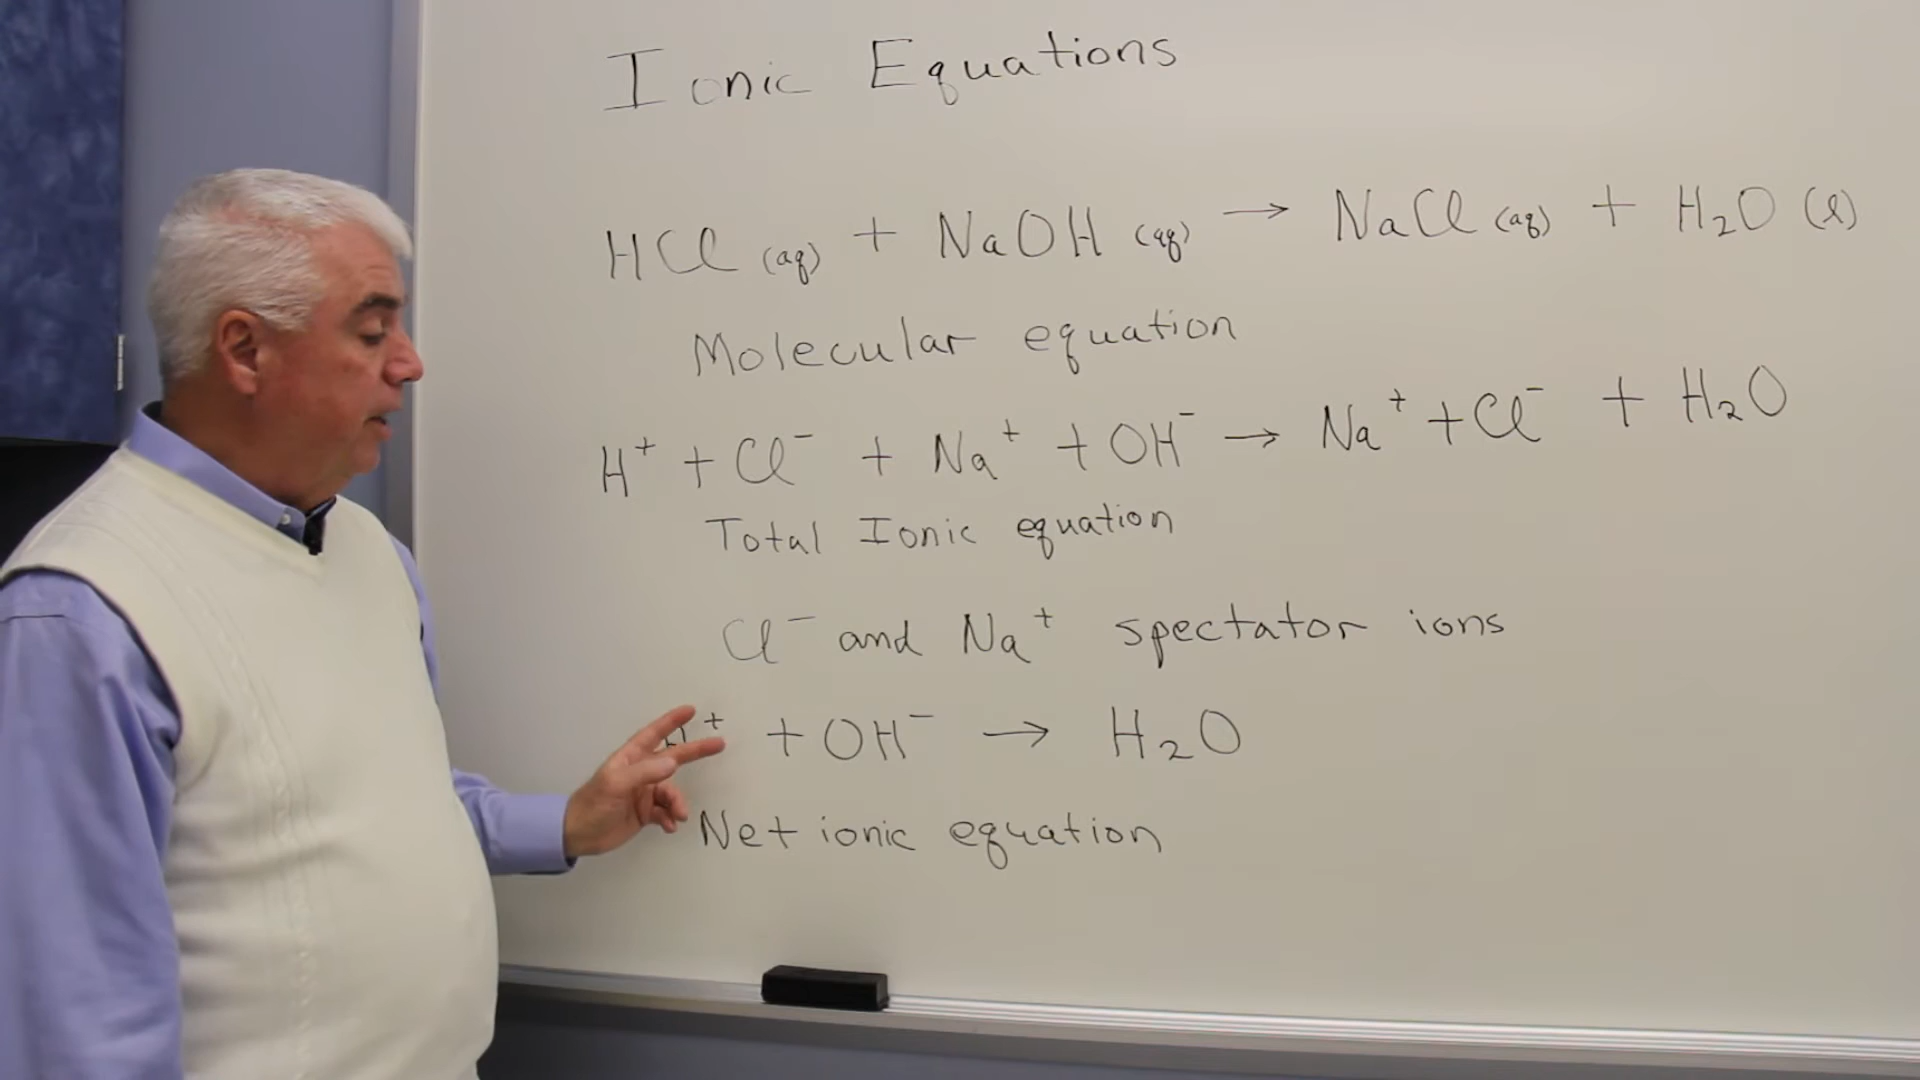 Ionic Equations
HCl (aq) + NaOH (aq) → NaCl (aq) + H₂O (l)
Molecular equation
H⁺ + Cl⁻ + Na⁺ + OH⁻ → Na⁺ + Cl⁻ + H₂O
Total Ionic equation
Cl⁻ and Na⁺ spectator ions
H⁺ + OH⁻ → H₂O
Net ionic equation